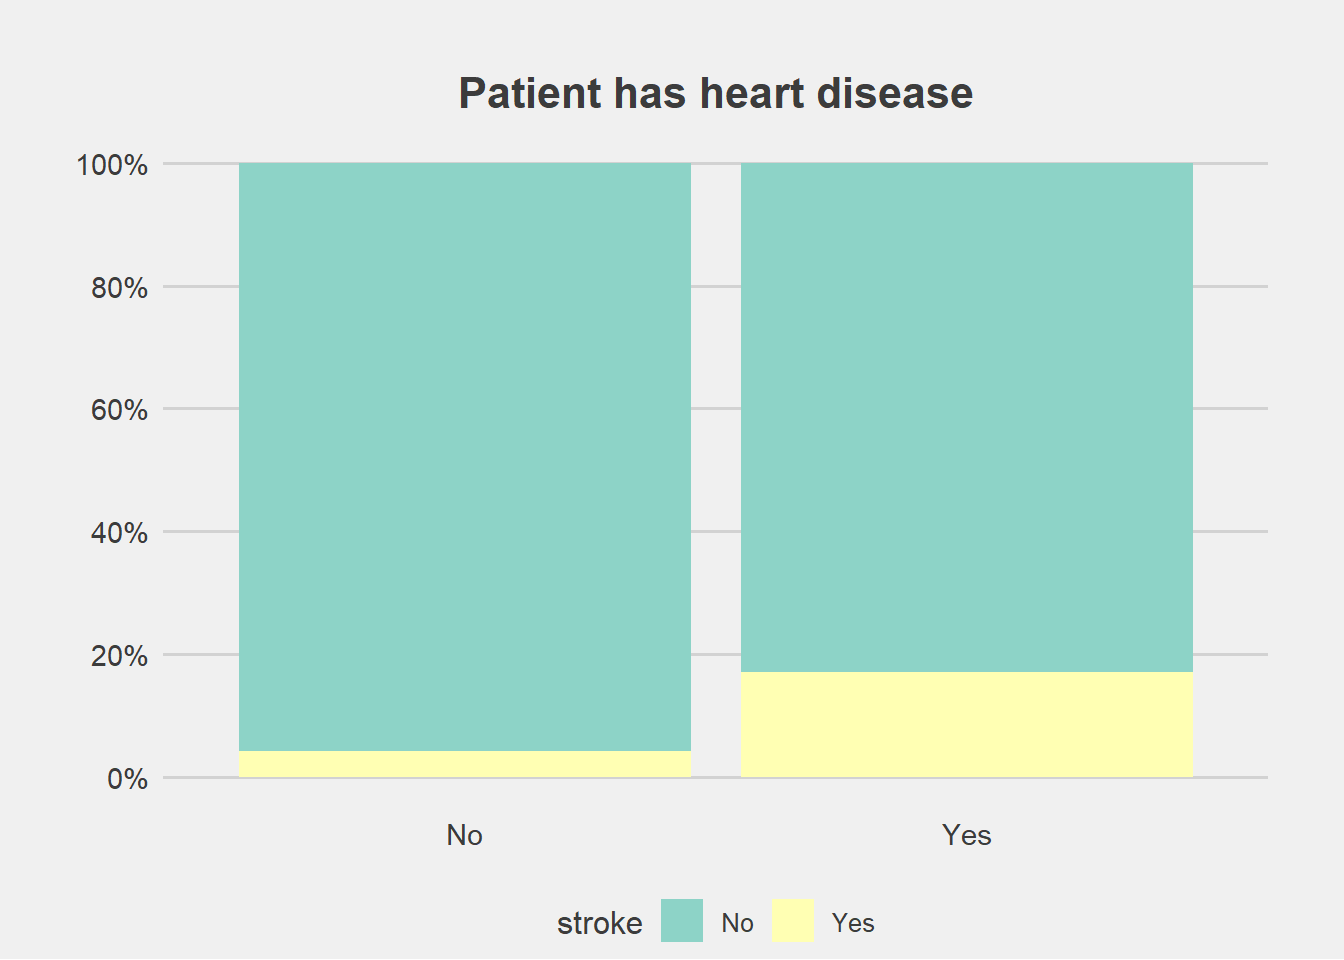 Patient has heart disease
100%
80%
60%
40%
20%
0%
No Yes
stroke No Yes